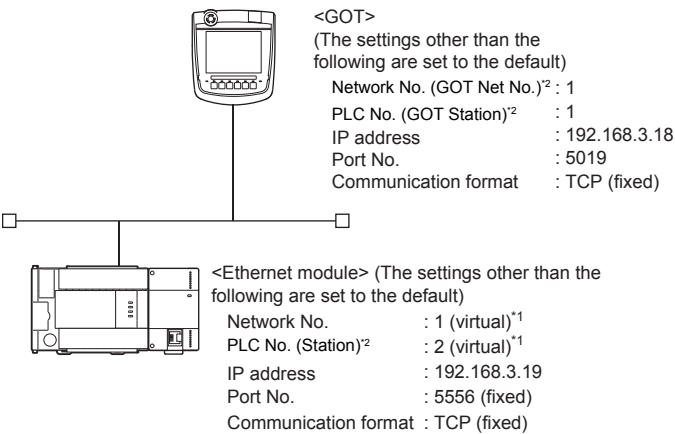 <GOT>
(The settings other than the
following are set to the default)
Network No. (GOT Net No.)*2 : 1
PLC No. (GOT Station)*2 : 1
IP address : 192.168.3.18
Port No. : 5019
Communication format : TCP (fixed)
<Ethernet module> (The settings other than the
following are set to the default)
Network No. : 1 (virtual)*1
PLC No. (Station)*2 : 2 (virtual)*1
IP address : 192.168.3.19
Port No. : 5556 (fixed)
Communication format : TCP (fixed)